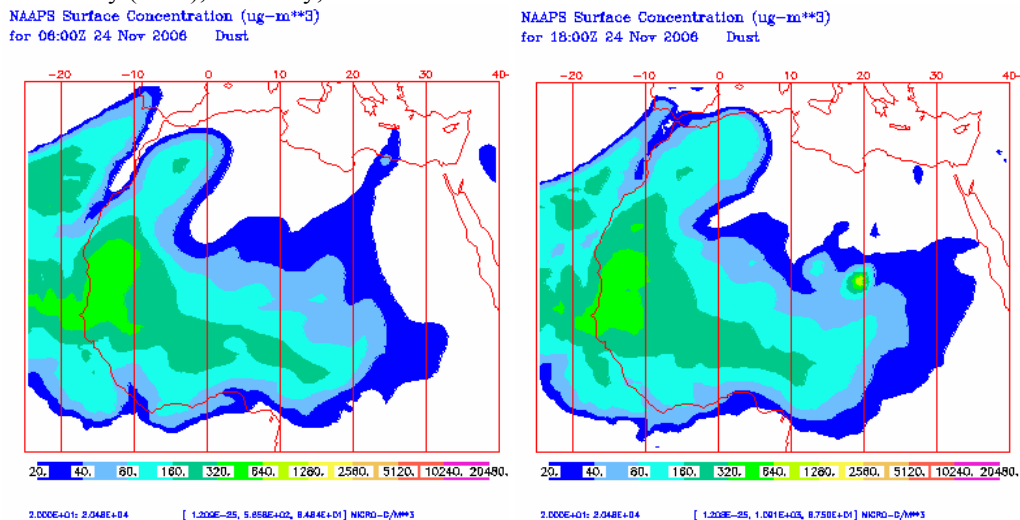 NAAPS Surface Concentration (ug-m**3)
for 06:00Z 24 Nov 2006 Dust
-20 -10 0 10 20 30 40
20. 40. 80. 160. 320. 640. 1280. 2560. 5120. 10240. 20480.
2.000E+01: 2.048E+04 [ 1.209E-25, 5.658E+02, 8.484E+01] MICRO-G/M**3
NAAPS Surface Concentration (ug-m**3)
for 18:00Z 24 Nov 2006 Dust
-20 -10 0 10 20 30 40
20. 40. 80. 160. 320. 640. 1280. 2560. 5120. 10240. 20480.
2.000E+01: 2.048E+04 [ 1.208E-25, 1.091E+03, 8.750E+01] MICRO-G/M**3